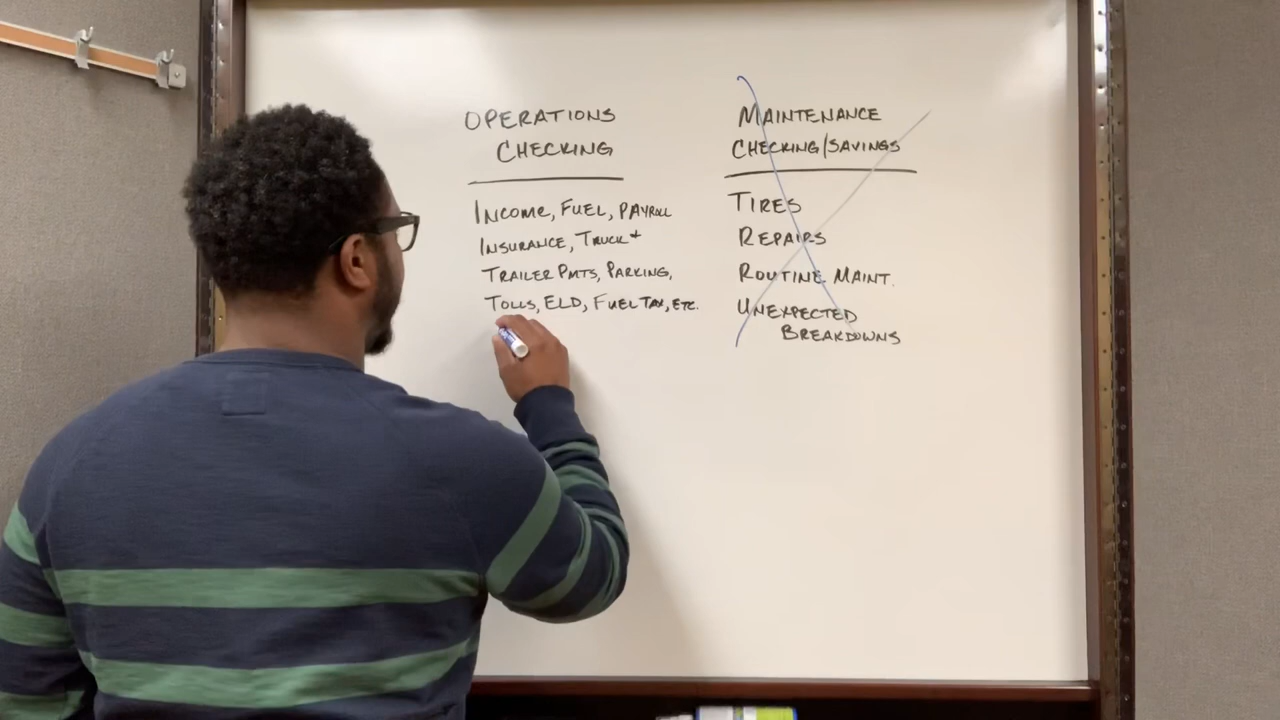 OPERATIONS
CHECKING
INCOME, FUEL, PAYROLL
INSURANCE, TRUCK +
TRAILER PMTS, PARKING,
TOLLS, ELD, FUEL TAX, ETC.
MAINTENANCE
CHECKING/SAVINGS
TIRES
REPAIRS
ROUTINE MAINT.
UNEXPECTED
BREAKDOWNS